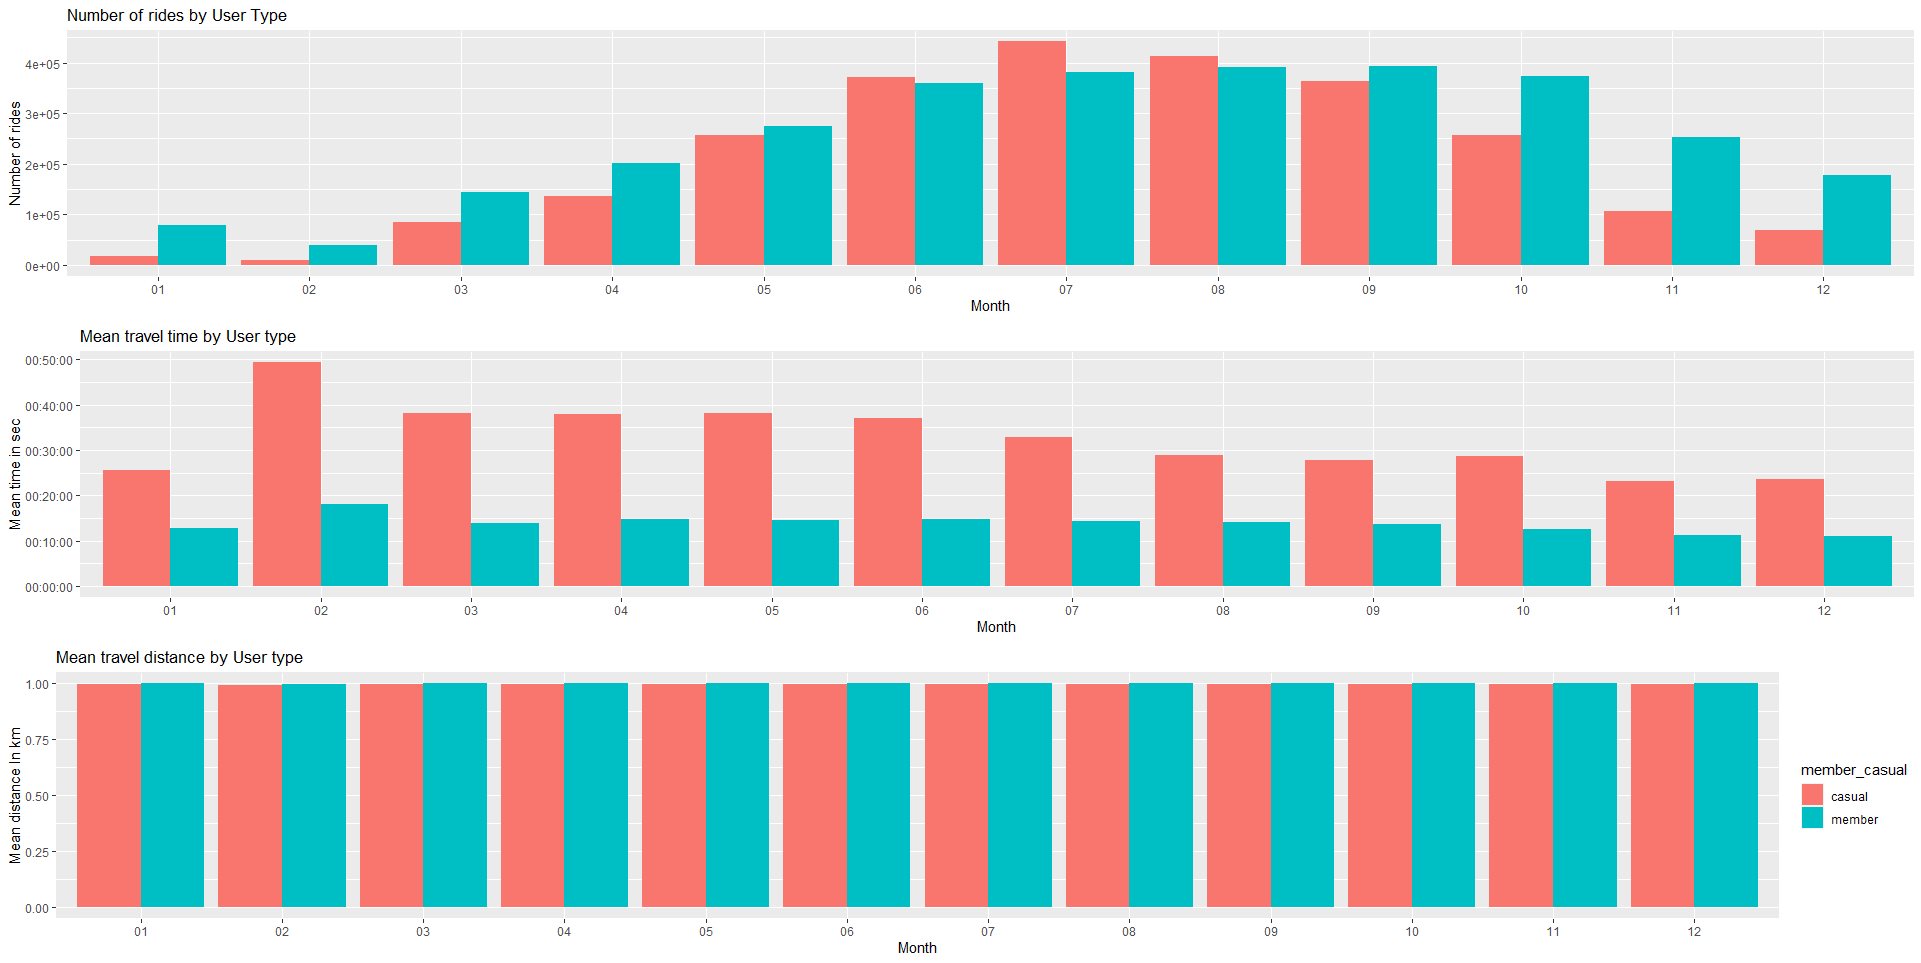 Number of rides by User Type
Number of rides
4e+05
3e+05
2e+05
1e+05
0e+00
01 02 03 04 05 06 07 08 09 10 11 12
Month
Mean travel time by User type
Mean time in sec
00:50:00
00:40:00
00:30:00
00:20:00
00:10:00
00:00:00
01 02 03 04 05 06 07 08 09 10 11 12
Month
Mean travel distance by User type
Mean distance In km
1.00
0.75
0.50
0.25
0.00
01 02 03 04 05 06 07 08 09 10 11 12
Month
member_casual
casual
member